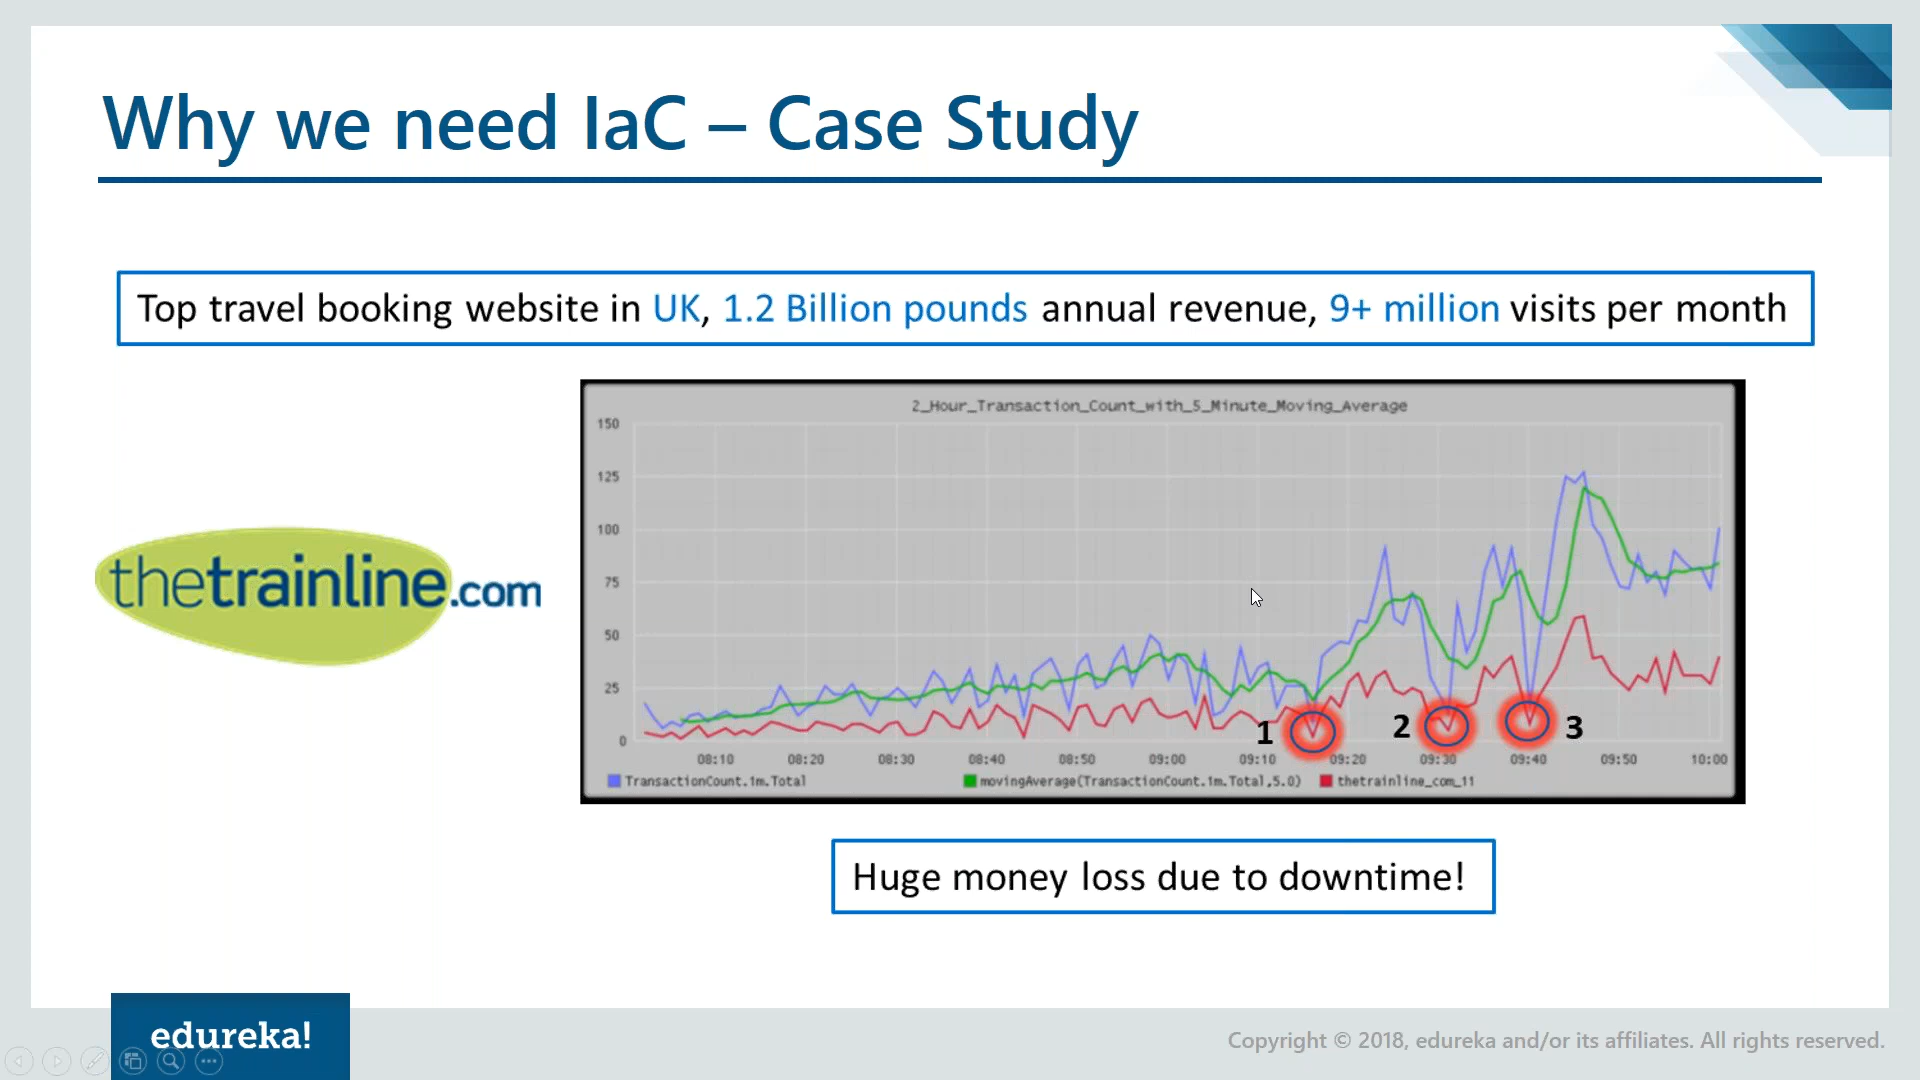 Why we need IaC – Case Study
Top travel booking website in UK, 1.2 Billion pounds annual revenue, 9+ million visits per month
thetrainline.com
2_Hour_Transaction_Count_with_5_Minute_Moving_Average
150
125
100
75
50
25
0
1
2
3
08:10 08:20 08:30 08:40 08:50 09:00 09:10 09:20 09:30 09:40 09:50 10:00
TransactionCount.1m.Total movingAverage(TransactionCount.1m.Total,5.0) thetrainline_com_11
Huge money loss due to downtime!
edureka!
Copyright © 2018, edureka and/or its affiliates. All rights reserved.